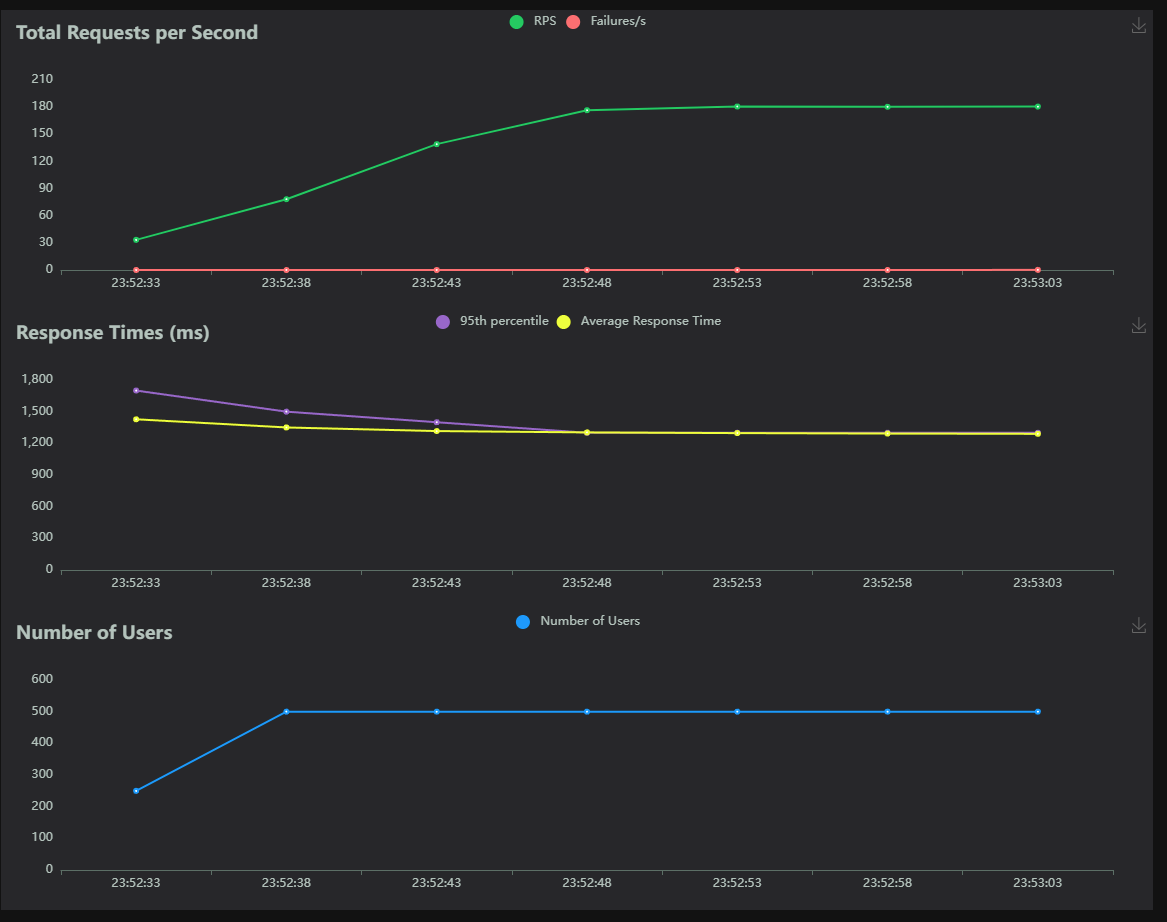 RPS Failures/s
Total Requests per Second
210
180
150
120
90
60
30
0
23:52:33 23:52:38 23:52:43 23:52:48 23:52:53 23:52:58 23:53:03
95th percentile Average Response Time
Response Times (ms)
1,800
1,500
1,200
900
600
300
0
23:52:33 23:52:38 23:52:43 23:52:48 23:52:53 23:52:58 23:53:03
Number of Users
Number of Users
600
500
400
300
200
100
0
23:52:33 23:52:38 23:52:43 23:52:48 23:52:53 23:52:58 23:53:03